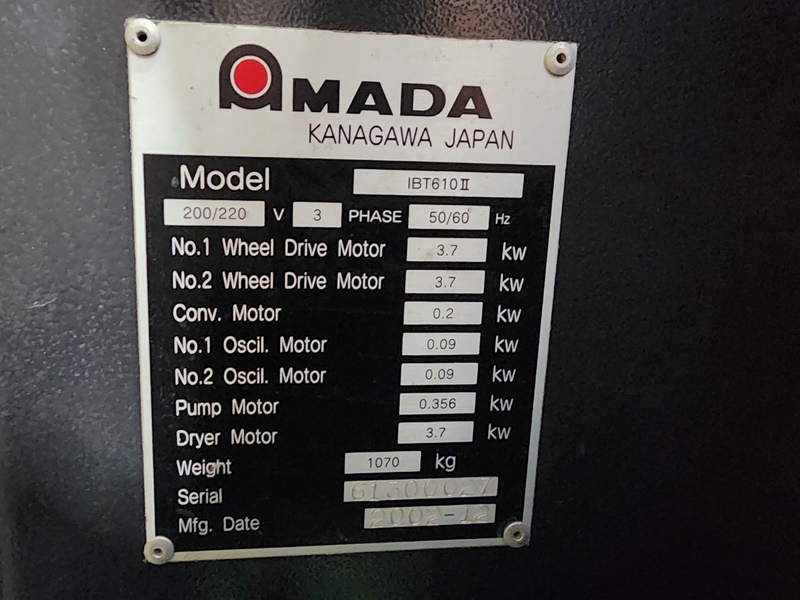 AMADA
KANAGAWA JAPAN
Model IBT610Ⅱ
200/220 V 3 PHASE 50/60 Hz
No.1 Wheel Drive Motor 3.7 kw
No.2 Wheel Drive Motor 3.7 kw
Conv. Motor 0.2 kw
No.1 Oscil. Motor 0.09 kw
No.2 Oscil. Motor 0.09 kw
Pump Motor 0.356 kw
Dryer Motor 3.7 kw
Weight 1070 kg
Serial 61300027
Mfg. Date 2002-12